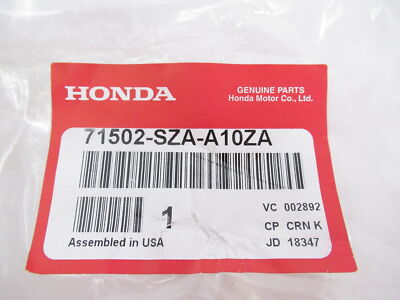 HONDA
GENUINE PARTS
Honda Motor Co., Ltd.
71502-SZA-A10ZA
1
VC 002892
CP CRN K
Assembled in USA
JD 18347